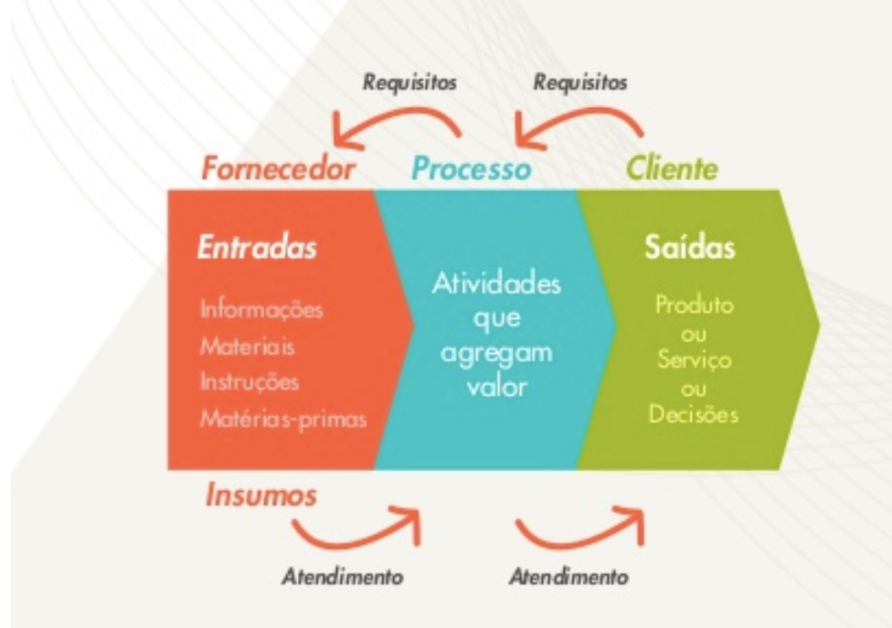 Requisitos Requisitos
Fornecedor Processo Cliente
Entradas
Informações
Materiais
Instruções
Matérias-primas
Atividades
que
agregam
valor
Saídas
Produto
ou
Serviço
ou
Decisões
Insumos
Atendimento Atendimento